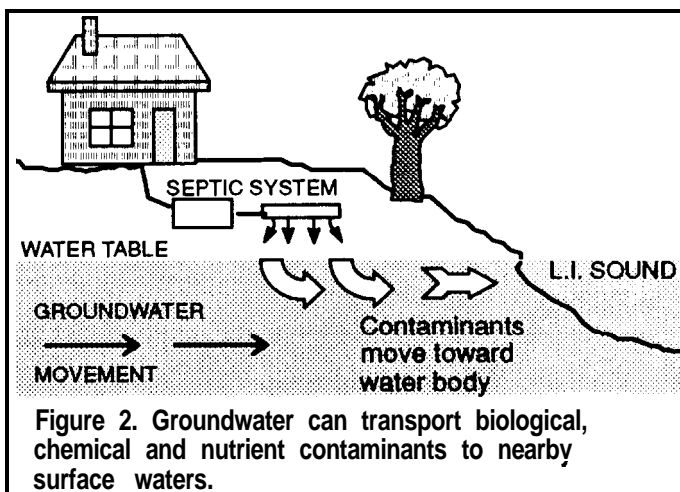 SEPTIC SYSTEM
WATER TABLE
L.I. SOUND
GROUNDWATER
MOVEMENT
Contaminants
move toward
water body
Figure 2. Groundwater can transport biological,
chemical and nutrient contaminants to nearby
surface waters.